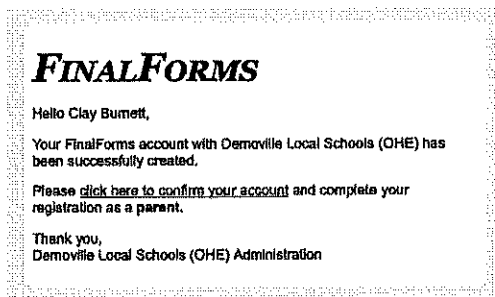 FINALFORMS
Hello Clay Burnett,
Your FinalForms account with Demoville Local Schools (OHE) has
been successfully created.
Please click here to confirm your account and complete your
registration as a parent.
Thank you,
Demoville Local Schools (OHE) Administration